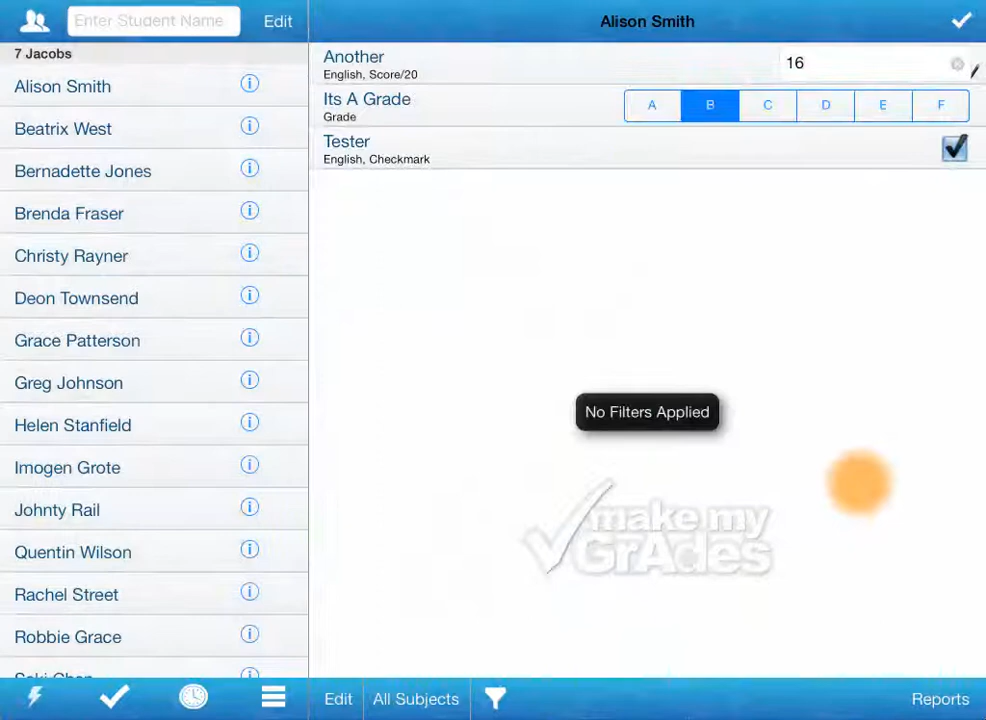 Enter Student Name
Edit
Alison Smith
7 Jacobs
Alison Smith
Beatrix West
Bernadette Jones
Brenda Fraser
Christy Rayner
Deon Townsend
Grace Patterson
Greg Johnson
Helen Stanfield
Imogen Grote
Johnty Rail
Quentin Wilson
Rachel Street
Robbie Grace
Another
English, Score/20
16
Its A Grade
Grade
A B C D E F
Tester
English, Checkmark
No Filters Applied
make my
GrAdes
Edit
All Subjects
Reports